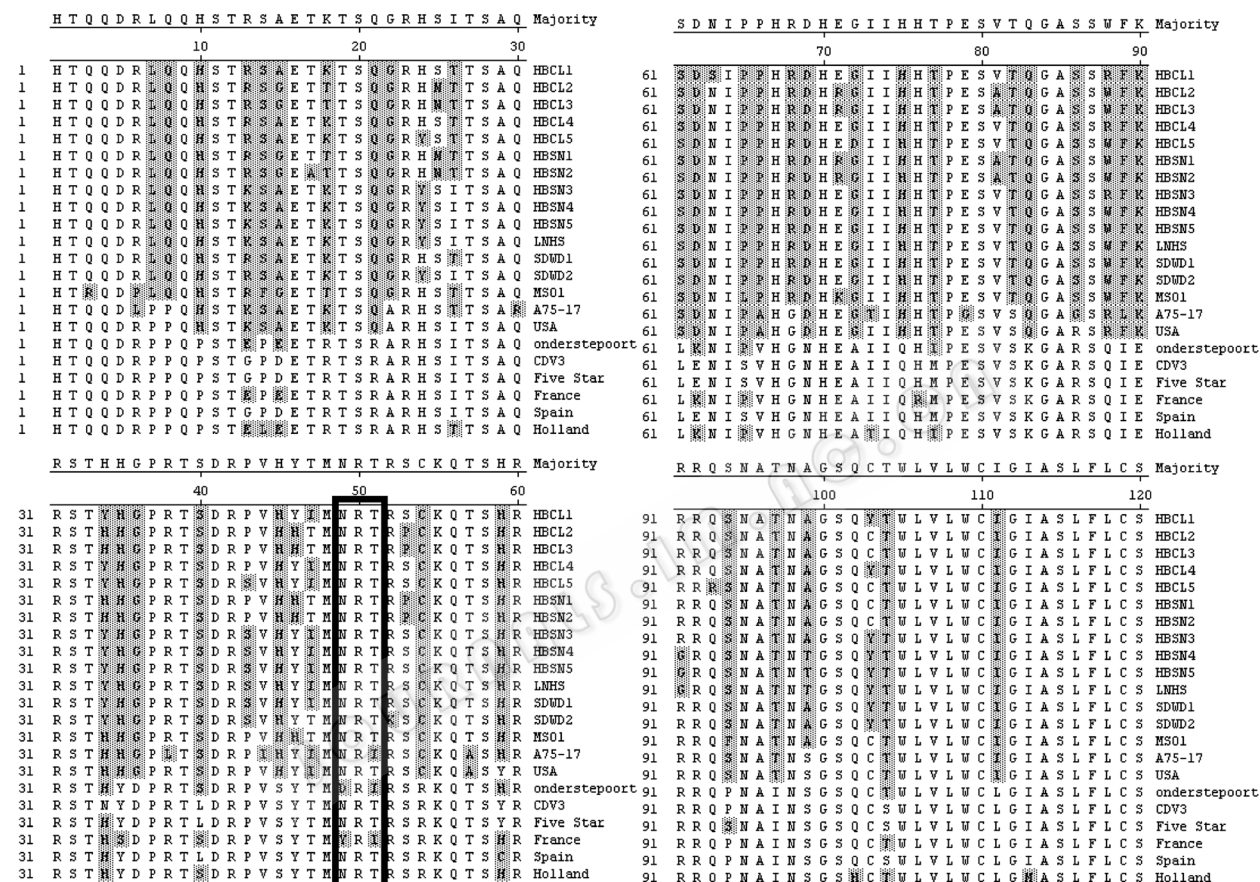 H T Q Q D R L Q Q H S T R S A E T K T S Q G R H S I T S A Q Majority
10 20 30
1 H T Q Q D R L Q Q H S T R S A E T K T S Q G R H S T T S A Q HBCL1
1 H T Q Q D R L Q Q H S T R S G E T T T S Q G R H N T T S A Q HBCL2
1 H T Q Q D R L Q Q H S T R S G E T T T S Q G R H N T T S A Q HBCL3
1 H T Q Q D R L Q Q H S T R S A E T K T S Q G R H S T T S A Q HBCL4
1 H T Q Q D R L Q Q H S T R S A E T K T S Q G R Y S T T S A Q HBCL5
1 H T Q Q D R L Q Q H S T R S G E T T T S Q G R H N T T S A Q HBSN1
1 H T Q Q D R L Q Q H S T R S G E A T T S Q G R H N T T S A Q HBSN2
1 H T Q Q D R L Q Q H S T K S A E T K T S Q G R Y S I T S A Q HBSN3
1 H T Q Q D R L Q Q H S T K S A E T K T S Q G R Y S I T S A Q HBSN4
1 H T Q Q D R L Q Q H S T K S A E T K T S Q G R Y S I T S A Q HBSN5
1 H T Q Q D R L Q Q H S T K S A E T K T S Q G R Y S I T S A Q LNHS
1 H T Q Q D R L Q Q H S T R S A E T K T S Q G R H S T T S A Q SDWD1
1 H T Q Q D R L Q Q H S T R S A E T K T S Q G R Y S I T S A Q SDWD2
1 H T R Q D P L Q Q H S T R F G E T T T S Q G R H S T T S A Q MS01
1 H T Q Q D L P P Q H S T K S A E T T T S Q A R H S T T S A R A75-17
1 H T Q Q D R P P Q H S T K S A E T K T S Q A R H S I T S A Q USA
1 H T Q Q D R P P Q P S T E P E E T R T S R A R H S I T S A Q onderstepoort
1 H T Q Q D R P P Q P S T G P D E T R T S R A R H S I T S A Q CDV3
1 H T Q Q D R P P Q P S T G P D E T R T S R A R H S I T S A Q Five Star
1 H T Q Q D R P P Q P S T E P E E T R T S R A R H S I T S A Q France
1 H T Q Q D R P P Q P S T G P D E T R T S R A R H S I T S A Q Spain
1 H T Q Q D R P P Q P S T E L E E T R T S R A R H S T T S A Q Holland
R S T H H G P R T S D R P V H Y T M N R T R S C K Q T S H R Majority
40 50 60
31 R S T Y H G P R T S D R P V H Y I M N R T R S C K Q T S H R HBCL1
31 R S T H H G P R T S D R P V H H T M N R T R P C K Q T S H R HBCL2
31 R S T H H G P R T S D R P V H H T M N R T R P C K Q T S H R HBCL3
31 R S T Y H G P R T S D R P V H Y I M N R T R S C K Q T S H R HBCL4
31 R S T Y H G P R T S D R S V H Y I M N R T R S C K Q T S H R HBCL5
31 R S T H H G P R T S D R P V H H T M N R T R P C K Q T S H R HBSN1
31 R S T H H G P R T S D R P V H H T M N R T R P C K Q T S H R HBSN2
31 R S T Y H G P R T S D R S V H Y I M N R T R S C K Q T S H R HBSN3
31 R S T Y H G P R T S D R S V H Y I M N R T R S C K Q T S H R HBSN4
31 R S T Y H G P R T S D R S V H Y I M N R T R S C K Q T S H R HBSN5
31 R S T Y H G P R T S D R S V H Y I M N R T R S C K Q T S H R LNHS
31 R S T Y H G P R T S D R S V H Y I M N R T R S C K Q T S H R SDWD1
31 R S T Y H G P R T S D R S V H Y T M N R T K S C K Q T S H R SDWD2
31 R S T H H G P R T S D R P V H H T M N R T R S C K Q T S H R MS01
31 R S T H H G P I Y S D R P I H Y I M N R I R S C K Q A S H R A75-17
31 R S T H H G P R T S D R P V H Y I M N R T R S C K Q A S Y R USA
31 R S T H Y D P R T S D R P V S Y T M D R I R S R K Q T S H R onderstepoort
31 R S T N Y D P R T L D R P V S Y T M N R T R S R K Q T S Y R CDV3
31 R S T H Y D P R T L D R P V S Y T M N R T R S R K Q T S Y R Five Star
31 R S T H S D P R T S D R P V S Y T M Y R I R S R K Q T S H R France
31 R S T H Y D P R T L D R P V S Y T M N R T R S R K Q T S C R Spain
31 R S T H Y D P R T S D R P V S Y T M N R T R S R K Q T S H R Holland
S D N I P P H R D H E G I I H H T P E S V T Q G A S S W F K Majority
70 80 90
61 S D S I P P H R D H E G I I H H T P E S V T Q G A S S R F K HBCL1
61 S D N I P P H R D H R G I I H H T P E S A T Q G A S S W F K HBCL2
61 S D N I P P H R D H R G I I H H T P E S A T Q G A S S W F K HBCL3
61 S D N I P P H R D H E G I I H H T P E S V T Q G A S S R F K HBCL4
61 S D N I P P H R D H E D I I H H T P E S V T Q G A S S W F K HBCL5
61 S D N I P P H R D H R G I I H H T P E S A T Q G A S S W F K HBSN1
61 S D N I P P H R D H R G I I H H T P E S A T Q G A S S W F K HBSN2
61 S D N I P P H R D H E G I I H H T P E S V T Q G A S S R F K HBSN3
61 S D N I P P H R D H E G I I H H T P E S V T Q G A S S W F K HBSN4
61 S D N I P P H R D H E G I I H H T P E S V T Q G A S S W F K HBSN5
61 S D N I P P H R D H E G I I H H T P E S V T Q G A S S W F K LNHS
61 S D N I P P H R D H E G I I H H T P E S V T Q G A S S W F K SDWD1
61 S D N I P P H R D H E G I I H H T P E S V T Q G A S S W F K SDWD2
61 S D N I L P H R D H K G I I H H T P E S V T Q G A S S W F K MS01
61 S D N I P A H G D H E G T I H H T P G S V S Q G A G S R L K A75-17
61 S D N I P A H G D H E G I I H H T P E S V S Q G A R S R F K USA
61 L K N I P V H G N H E A I I Q H T P E S V S K G A R S Q I E onderstepoort
61 L E N I S V H G N H E A I I Q H M P E S V S K G A R S Q I E CDV3
61 L E N I S V H G N H E A I I Q H M P E S V S K G A R S Q I E Five Star
61 L K N I P V H G N H E A I I Q R M P E S V S K G A R S Q I E France
61 L E N I S V H G N H E A I I Q H M P E S V S K G A R S Q I E Spain
61 L K N I P V H G N H E A T I Q H T P E S V S K G A R S Q I E Holland
R R Q S N A T N A G S Q C T W L V L W C I G I A S L F L C S Majority
100 110 120
91 R R Q S N A T N A G S Q Y T W L V L W C I G I A S L F L C S HBCL1
91 R R Q S N A T N A G S Q C T W L V L W C I G I A S L F L C S HBCL2
91 R R Q S N A T N A G S Q C T W L V L W C I G I A S L F L C S HBCL3
91 R R Q S N A T N A G S Q Y T W L V L W C I G I A S L F L C S HBCL4
91 R R R S N A T N A G S Q C T W L V L W C I G I A S L F L C S HBCL5
91 R R Q S N A T N A G S Q C T W L V L W C I G I A S L F L C S HBSN1
91 R R Q S N A T N A G S Q C T W L V L W C I G I A S L F L C S HBSN2
91 R R Q S N A T N A G S Q Y T W L V L W C I G I A S L F L C S HBSN3
91 G R Q S N A T N T G S Q Y T W L V L W C I G I A S L F L C S HBSN4
91 G R Q S N A T N T G S Q Y T W L V L W C I G I A S L F L C S HBSN5
91 G R Q S N A T N T G S Q Y T W L V L W C I G I A S L F L C S LNHS
91 R R Q S N A T N A G S Q Y T W L V L W C I G I A S L F L C S SDWD1
91 R R Q S N A T N A G S Q Y T W L V L W C I G I A S L F L C S SDWD2
91 R R Q P N A T N A G S Q C T W L V L W C I G I A S L F L C S MS01
91 R R Q S N A T N S G S Q C T W L V L W C I G I A S L F L C S A75-17
91 R R Q S N A T N S G S Q C T W L V L W C I G I A S L F L C S USA
91 R R Q P N A I N S G S Q C T W L V L W C L G I A S L F L C S onderstepoort
91 R R Q P N A I N S G S Q C S W L V L W C L G I A S L F L C S CDV3
91 R R Q S N A I N S G S Q C S W L V L W C L G I A S L F L C S Five Star
91 R R Q P N A I N S G S Q C T W L V L W C L G I A S L F L C S France
91 R R Q P N A I N S G S Q C S W L V L W C L G I A S L F L C S Spain
91 R R Q P N A I N S G S H C T W L V L W C L G M A S L F L C S Holland